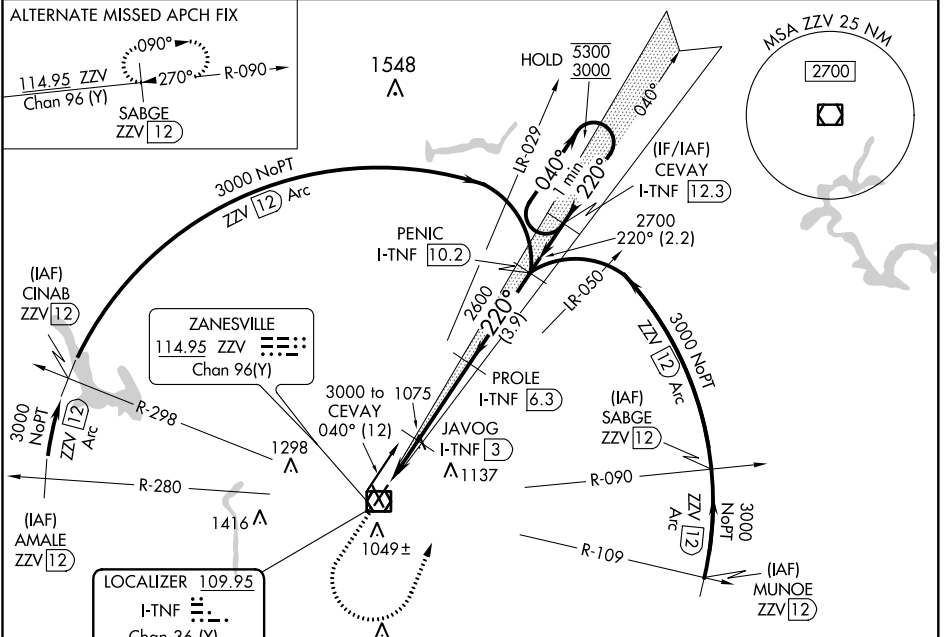 ALTERNATE MISSED APCH FIX
090°
270°
R-090
114.95 ZZV
Chan 96 (Y)
SABGE
ZZV 12
1548
HOLD
5300
3000
MSA ZZV 25 NM
2700
LR-029
040°
1 min
220°
040°
(IF/IAF)
CEVAY
I-TNF 12.3
2700
220° (2.2)
3000 NoPT
ZZV 12 Arc
PENIC
I-TNF 10.2
LR-050
(IAF)
CINAB
ZZV 12
2600
220°
(3.9)
3000 NoPT
ZZV 12 Arc
ZANESVILLE
114.95 ZZV
Chan 96(Y)
PROLE
I-TNF 6.3
3000
NoPT
ZZV 12
Arc
R-298
3000 to
CEVAY
040° (12)
1075
JAVOG
I-TNF 3
(IAF)
SABGE
ZZV 12
1298
1137
R-280
R-090
(IAF)
AMALE
ZZV 12
1416
1049±
ZZV 12
Arc
3000
NoPT
R-109
(IAF)
MUNOE
ZZV 12
LOCALIZER 109.95
I-TNF
Chan 36 (Y)